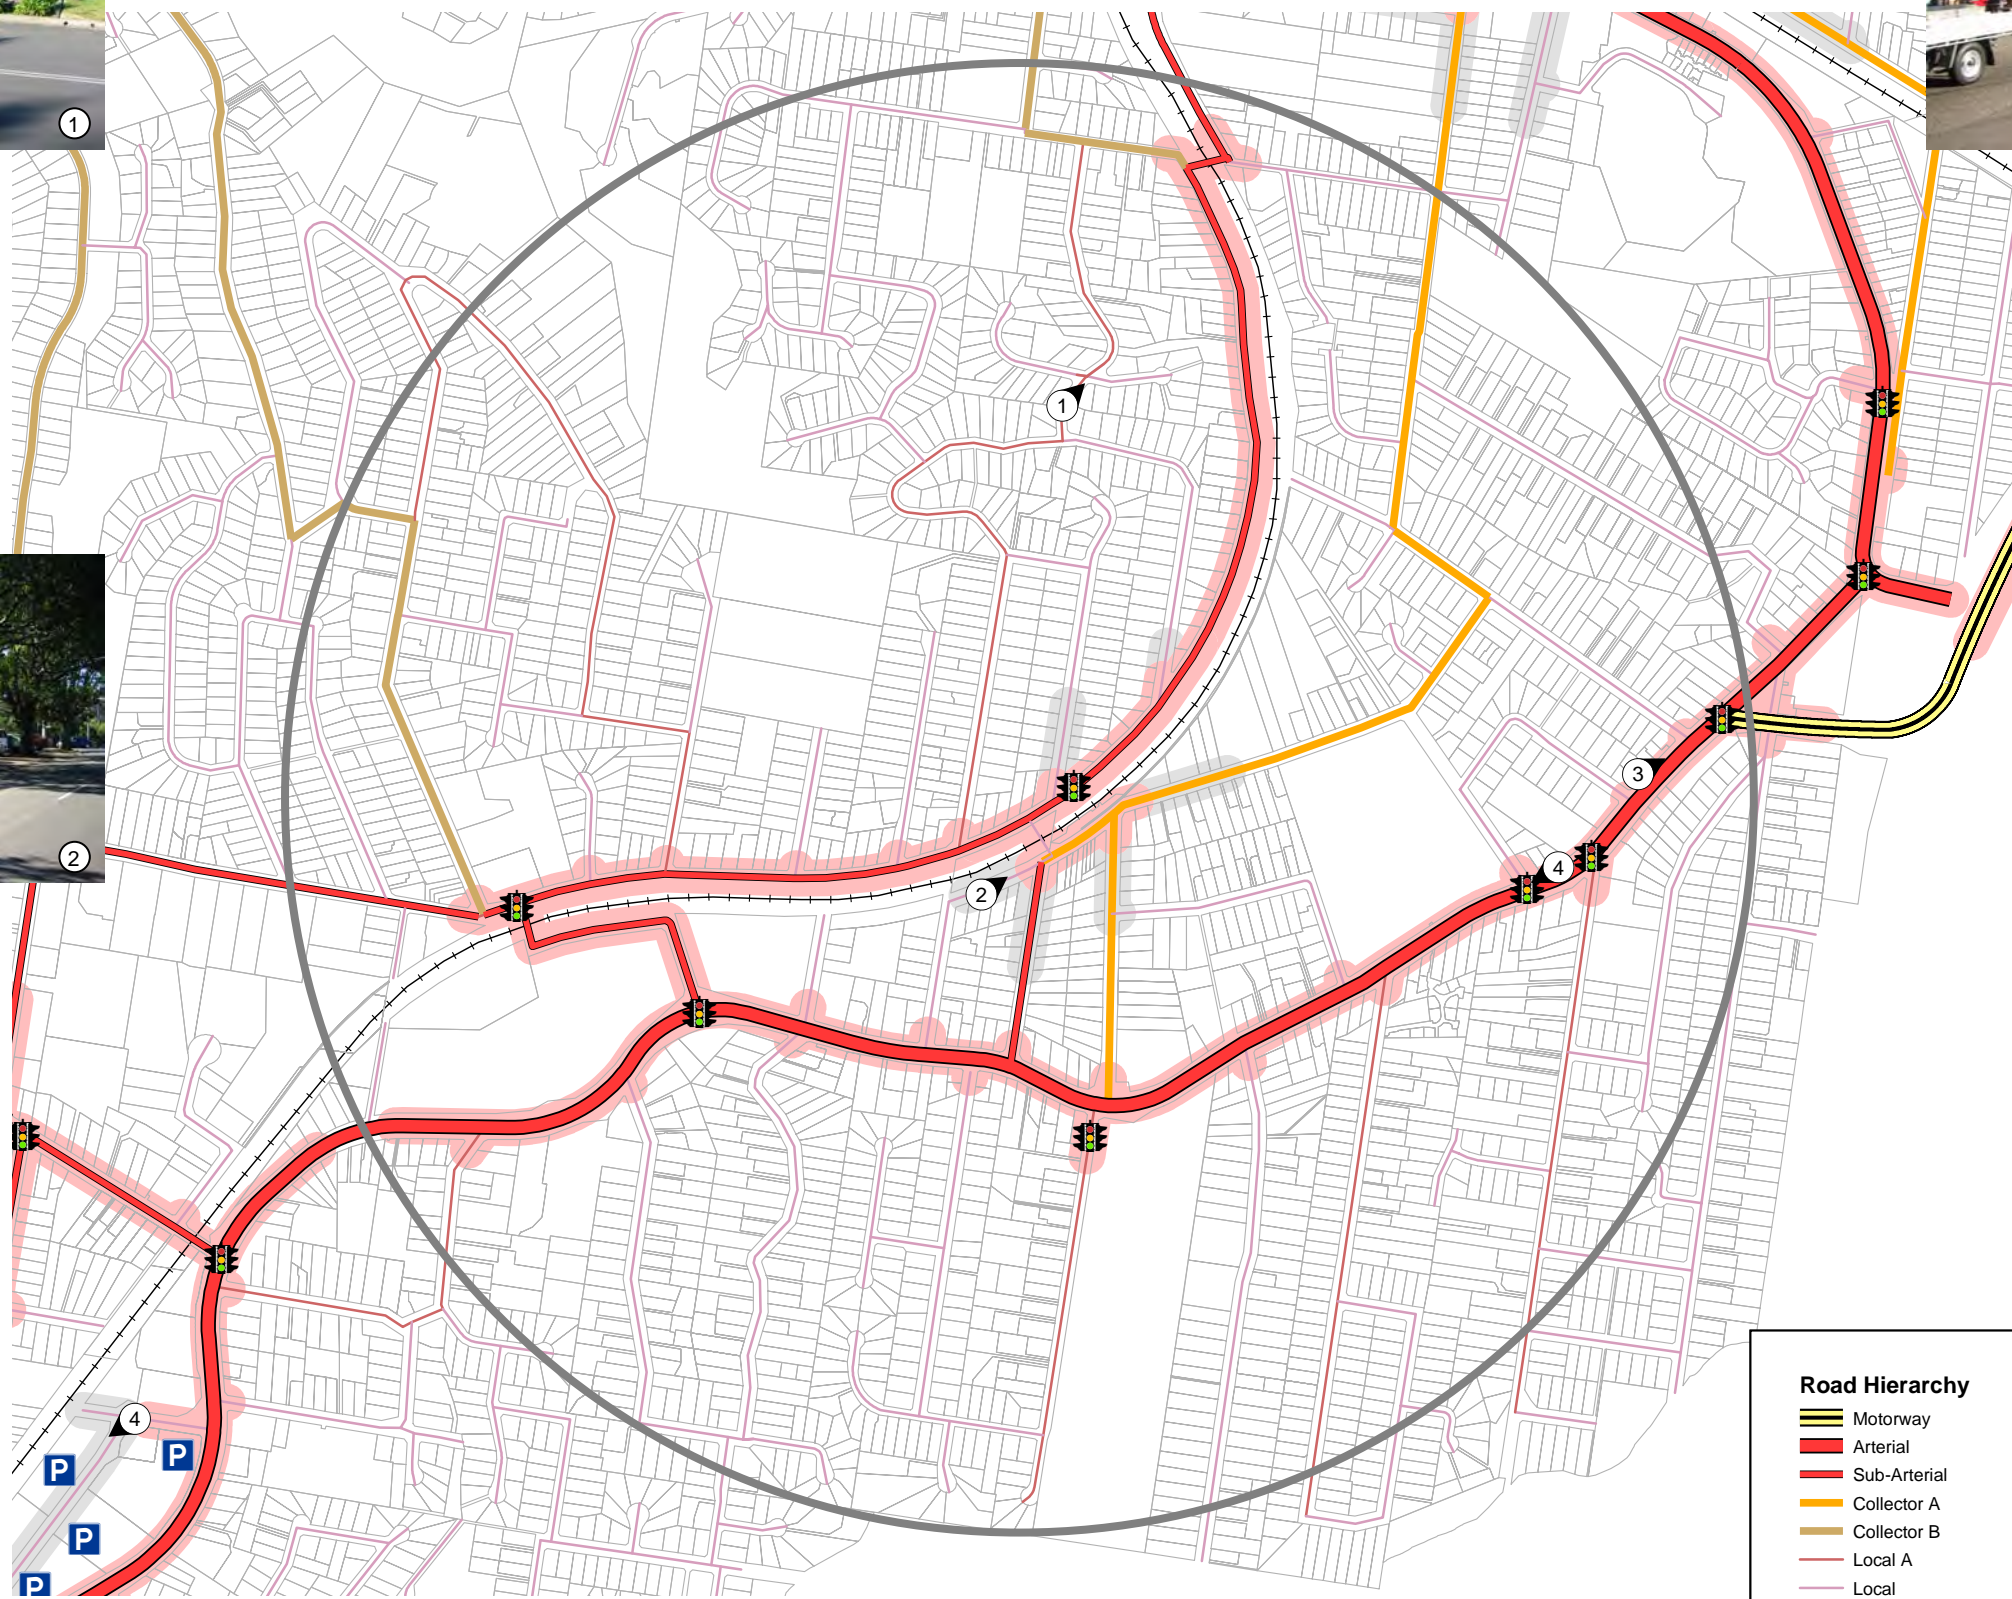 1
1
2
2
3
4
4
P
P
P
Road Hierarchy
Motorway
Arterial
Sub-Arterial
Collector A
Collector B
Local A
Local